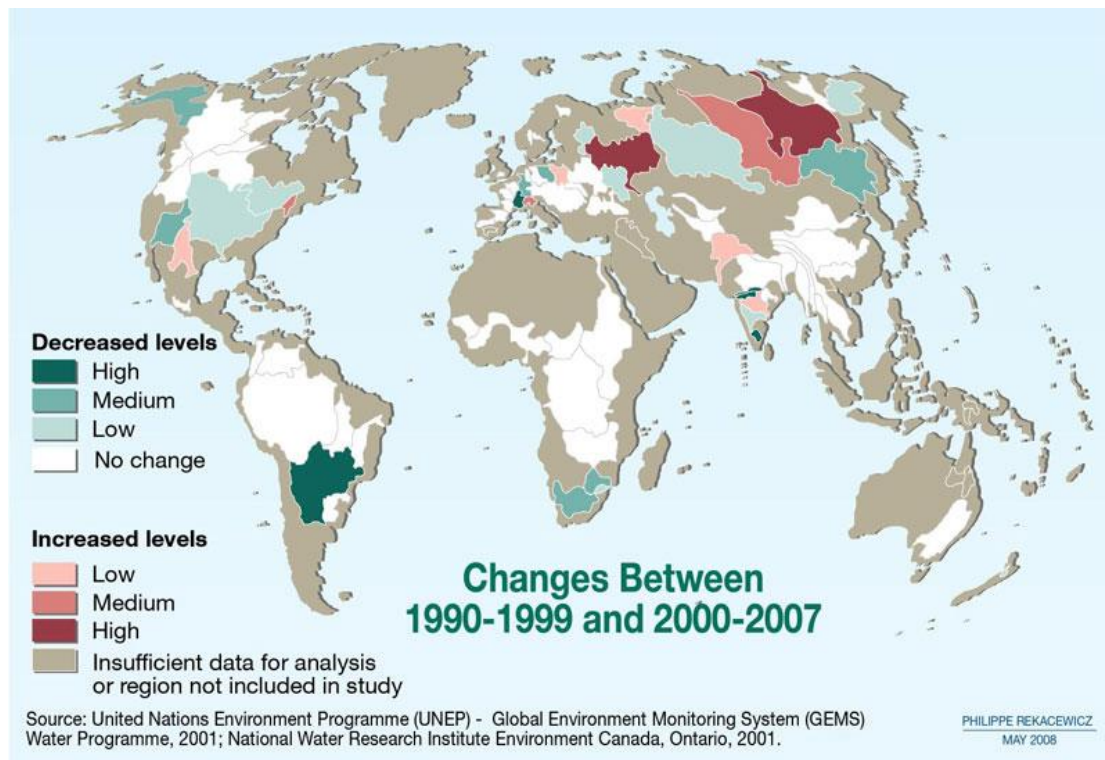 Decreased levels
High
Medium
Low
No change
Increased levels
Low
Medium
High
Insufficient data for analysis
or region not included in study
Changes Between
1990-1999 and 2000-2007
Source: United Nations Environment Programme (UNEP) - Global Environment Monitoring System (GEMS)
Water Programme, 2001; National Water Research Institute Environment Canada, Ontario, 2001.
PHILIPPE REKACEWICZ
MAY 2008